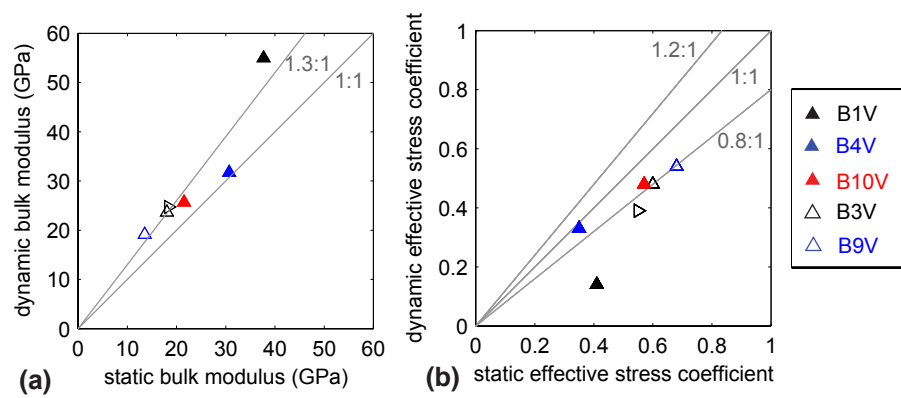 60
50
40
30
20
10
0
0 10 20 30 40 50 60
dynamic bulk modulus (GPa)
static bulk modulus (GPa)
1.3:1
1:1
(a)
1
0.8
0.6
0.4
0.2
0
0 0.2 0.4 0.6 0.8 1
dynamic effective stress coefficient
static effective stress coefficient
1.2:1
1:1
0.8:1
(b)
B1V
B4V
B10V
B3V
B9V